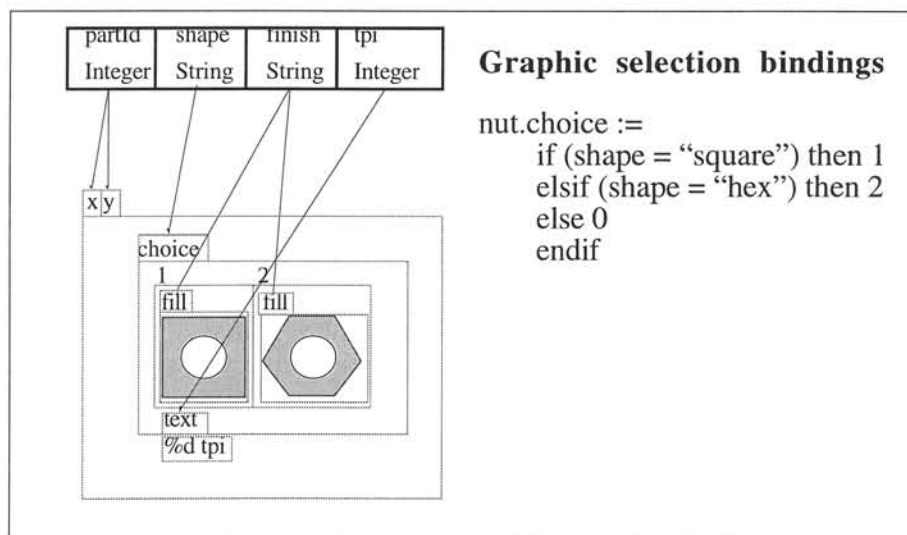 partId shape finish tpi
Integer String String Integer
Graphic selection bindings
nut.choice :=
if (shape = “square”) then 1
elsif (shape = “hex”) then 2
else 0
endif
x y
choice
1 2
fill fill
text
%d tpi